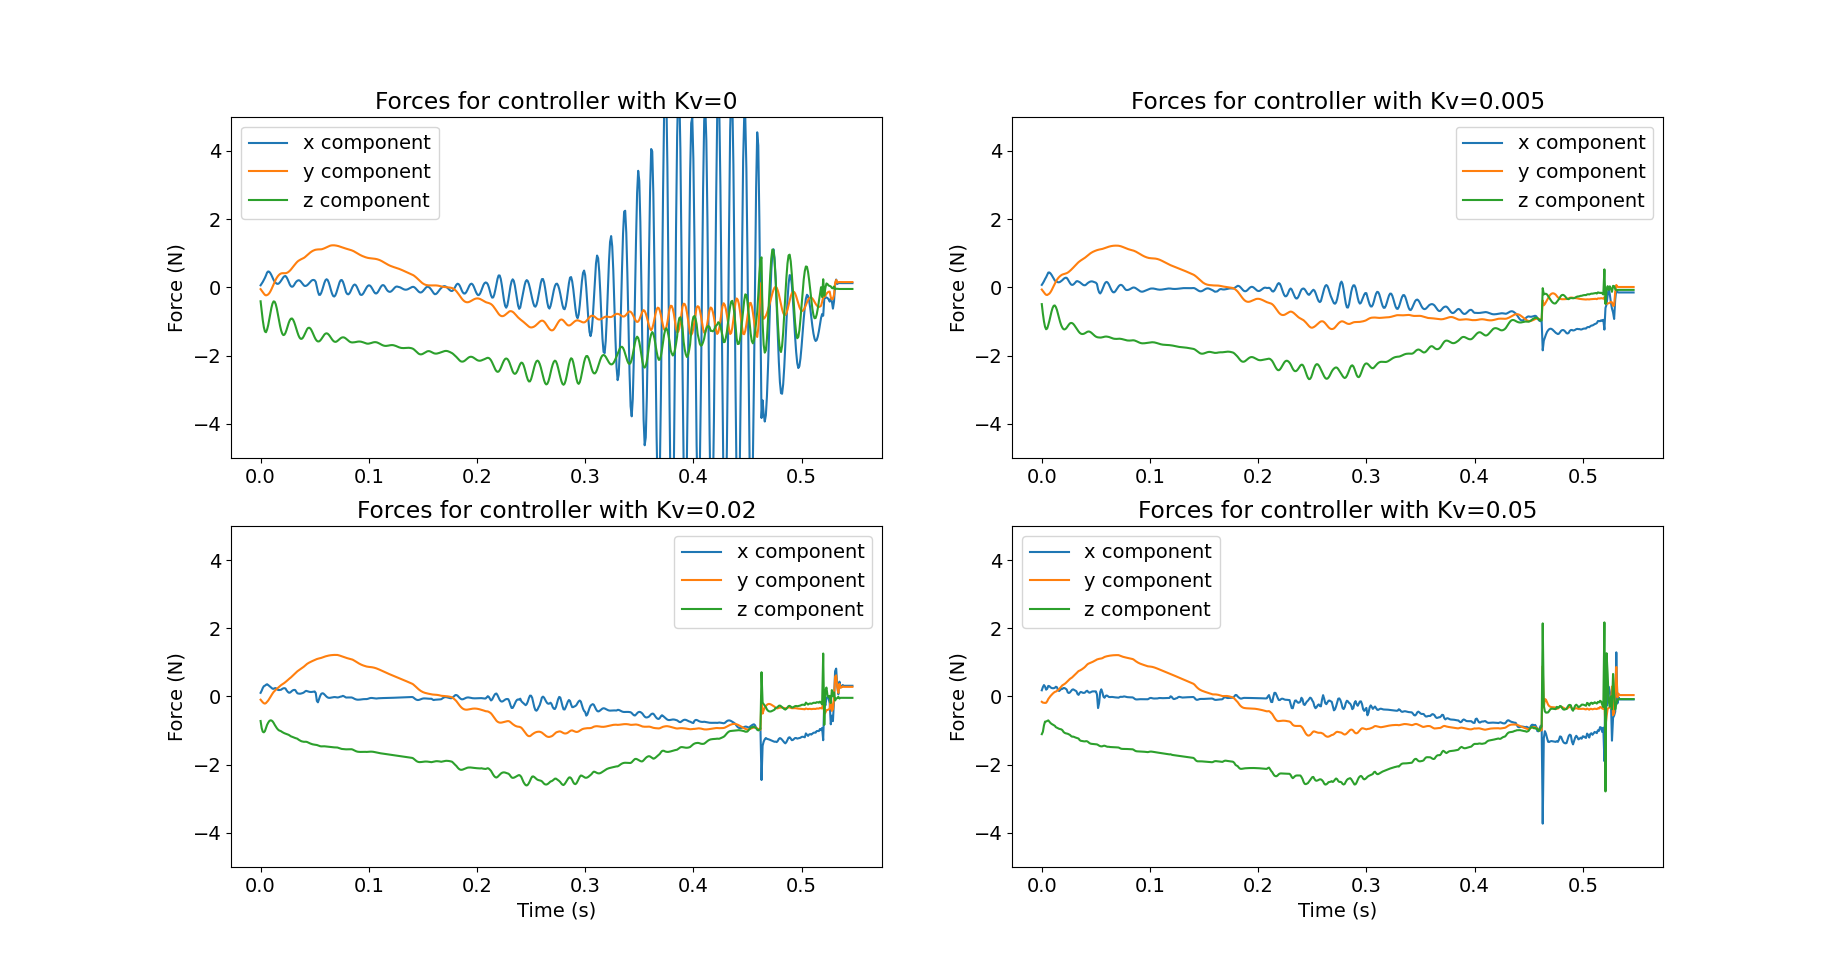 Forces for controller with Kv=0
Force (N)
4
2
0
−2
−4
x component
y component
z component
0.0 0.1 0.2 0.3 0.4 0.5
Forces for controller with Kv=0.005
Force (N)
4
2
0
−2
−4
x component
y component
z component
0.0 0.1 0.2 0.3 0.4 0.5
Forces for controller with Kv=0.02
Force (N)
4
2
0
−2
−4
x component
y component
z component
0.0 0.1 0.2 0.3 0.4 0.5
Time (s)
Forces for controller with Kv=0.05
Force (N)
4
2
0
−2
−4
x component
y component
z component
0.0 0.1 0.2 0.3 0.4 0.5
Time (s)